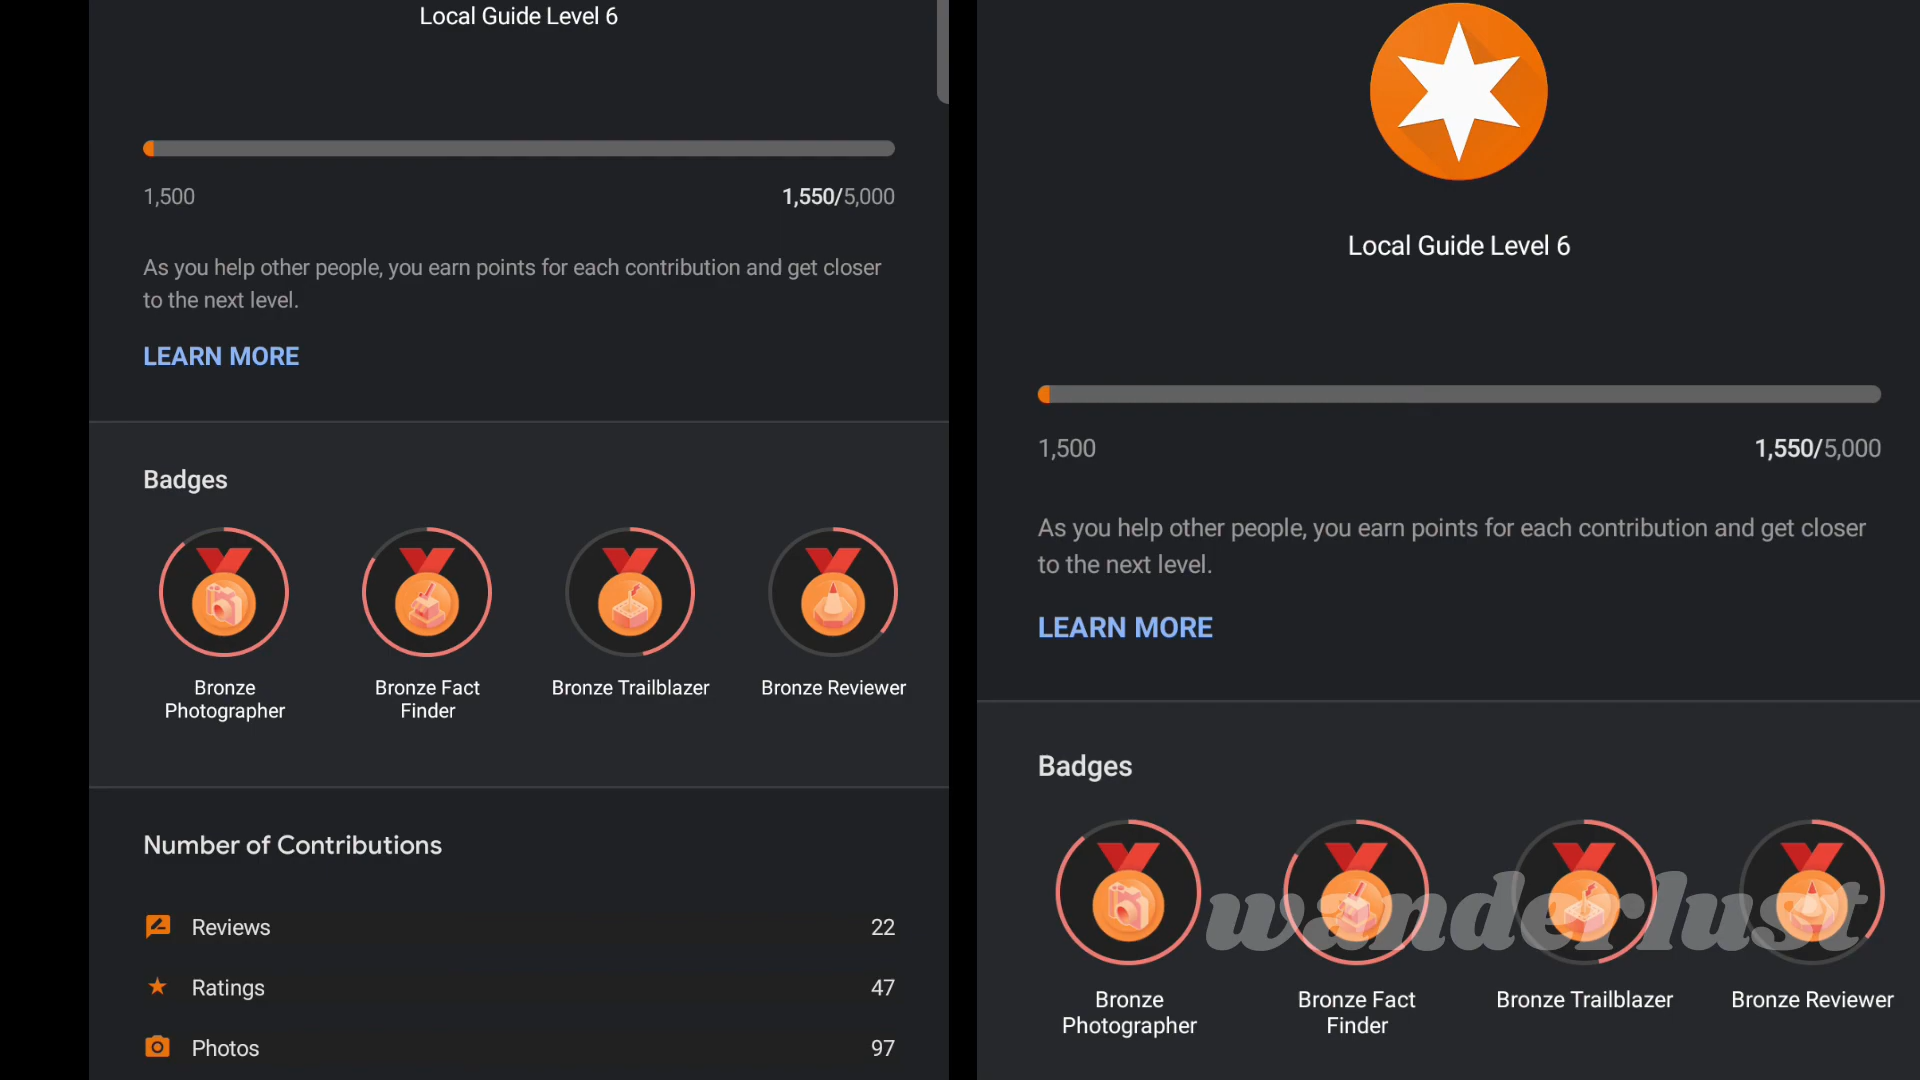 Local Guide Level 6
1,500
1,550/5,000
As you help other people, you earn points for each contribution and get closer
to the next level.
LEARN MORE
Badges
Bronze
Photographer
Bronze Fact
Finder
Bronze Trailblazer
Bronze Reviewer
Number of Contributions
Reviews
22
Ratings
47
Photos
97
Local Guide Level 6
1,500
1,550/5,000
As you help other people, you earn points for each contribution and get closer
to the next level.
LEARN MORE
Badges
wanderlust
Bronze
Photographer
Bronze Fact
Finder
Bronze Trailblazer
Bronze Reviewer